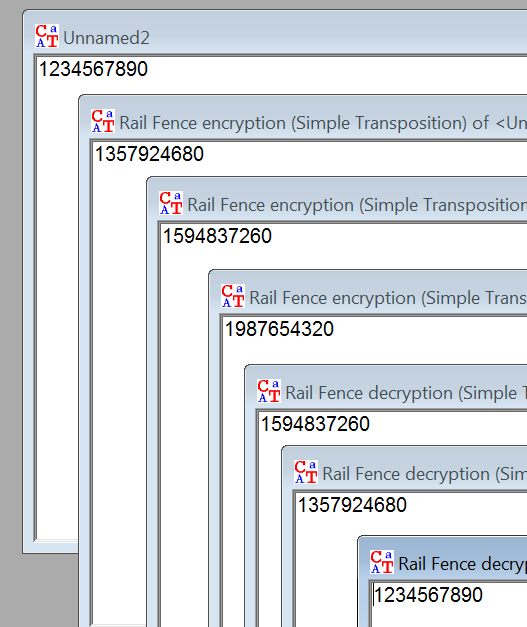 Unnamed2
1234567890
Rail Fence encryption (Simple Transposition) of <Un
1357924680
Rail Fence encryption (Simple Transposition
1594837260
Rail Fence encryption (Simple Trans
1987654320
Rail Fence decryption (Simple T
1594837260
Rail Fence decryption (Sim
1357924680
Rail Fence decryp
1234567890